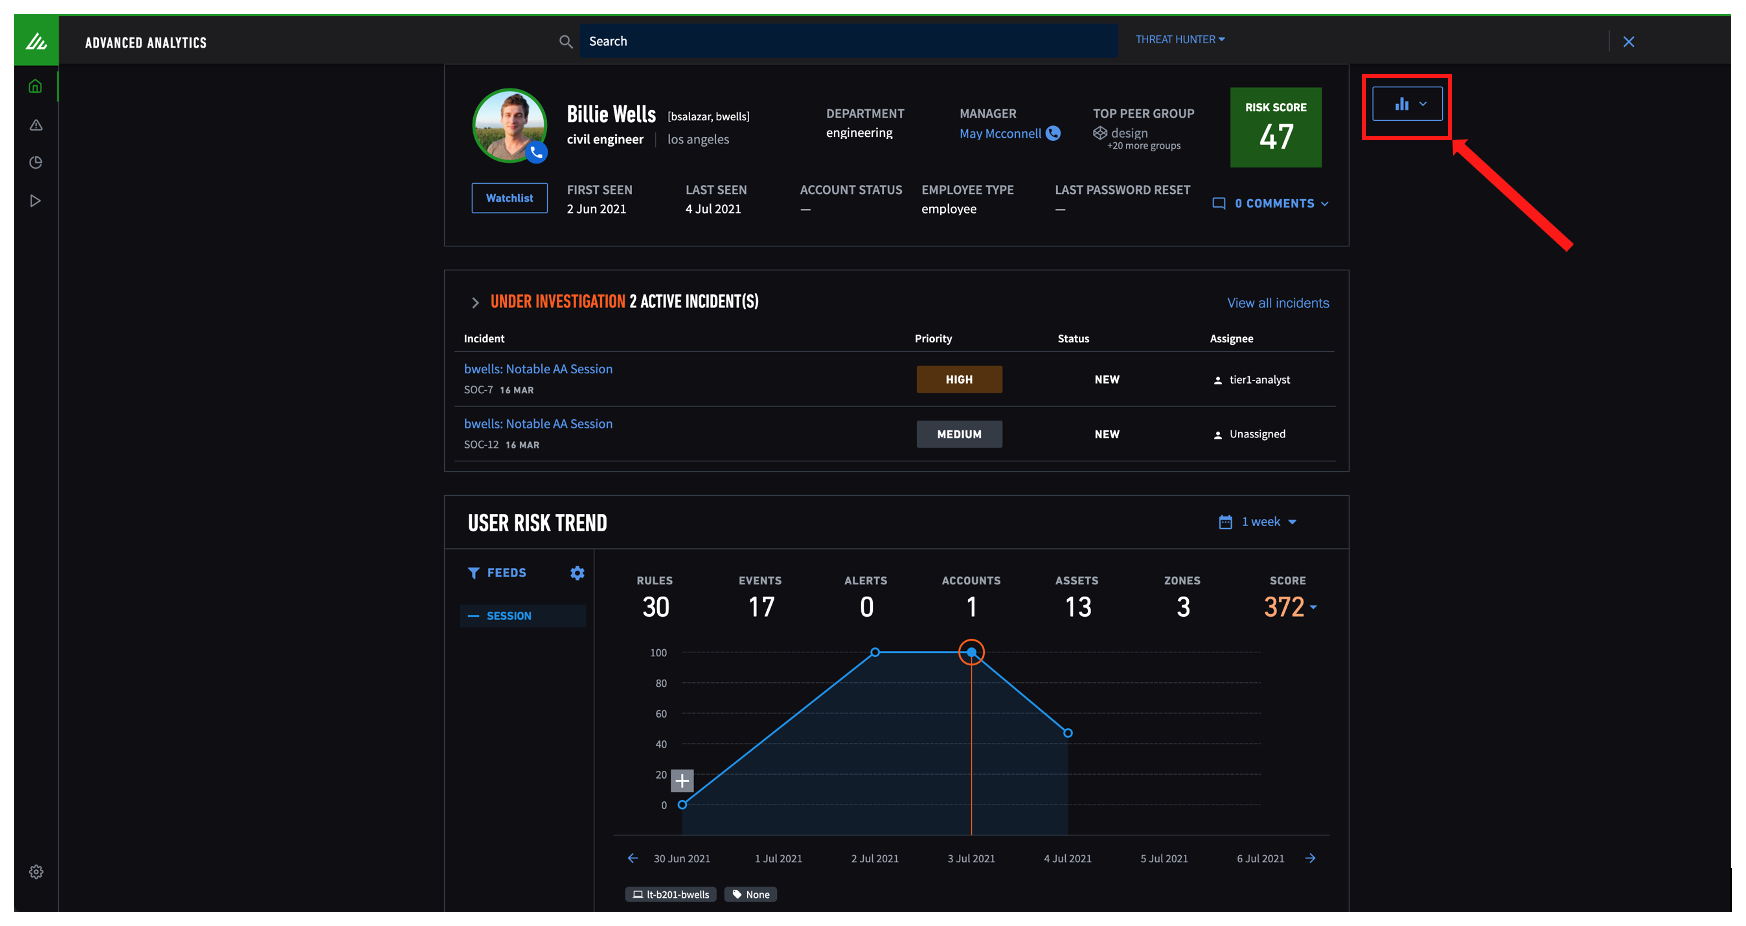 ADVANCED ANALYTICS
Search
THREAT HUNTER
Billie Wells [bsalazar, bwells]
civil engineer los angeles
DEPARTMENT
engineering
MANAGER
May Mcconnell
TOP PEER GROUP
design
+20 more groups
RISK SCORE
47
Watchlist
FIRST SEEN
2 Jun 2021
LAST SEEN
4 Jul 2021
ACCOUNT STATUS
—
EMPLOYEE TYPE
employee
LAST PASSWORD RESET
—
0 COMMENTS
UNDER INVESTIGATION 2 ACTIVE INCIDENT(S)
View all incidents
Incident Priority Status Assignee
bwells: Notable AA Session
SOC-7 16 MAR
HIGH NEW tier1-analyst
bwells: Notable AA Session
SOC-12 16 MAR
MEDIUM NEW Unassigned
USER RISK TREND
1 week
FEEDS
SESSION
RULES EVENTS ALERTS ACCOUNTS ASSETS ZONES SCORE
30 17 0 1 13 3 372
100
80
60
40
20
0
30 Jun 2021 1 Jul 2021 2 Jul 2021 3 Jul 2021 4 Jul 2021 5 Jul 2021 6 Jul 2021
lt-b201-bwells None